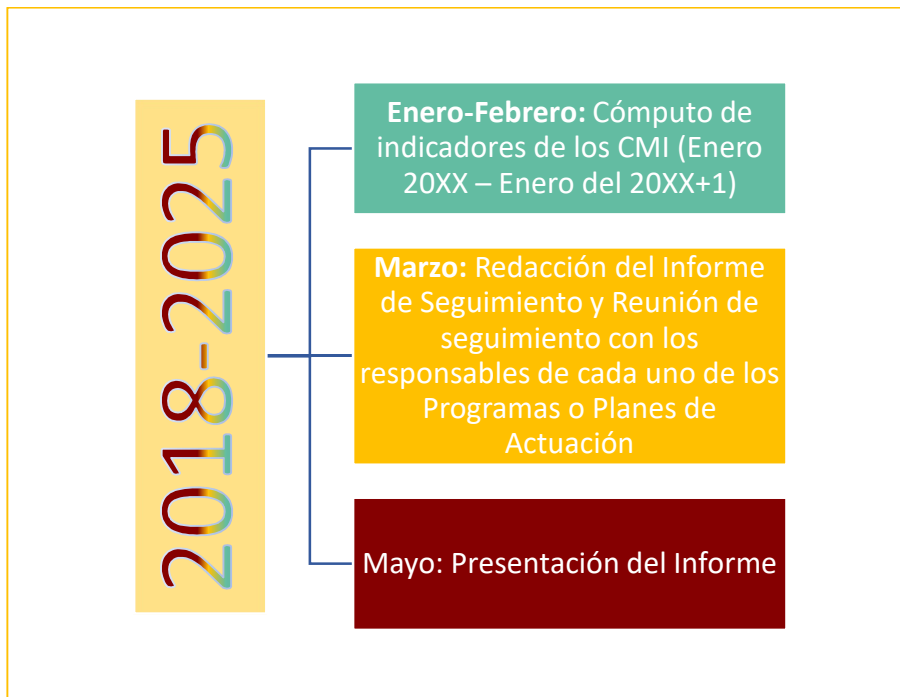 2018-2025
Enero-Febrero: Cómputo de
indicadores de los CMI (Enero
20XX – Enero del 20XX+1)
Marzo: Redacción del Informe
de Seguimiento y Reunión de
seguimiento con los
responsables de cada uno de los
Programas o Planes de
Actuación
Mayo: Presentación del Informe